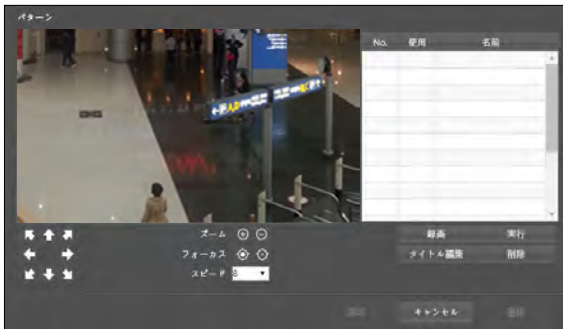 パターン
No. 使用 名前
ズーム
フォーカス
スピード 6
録画 実行
タイトル編集 削除
キャンセル